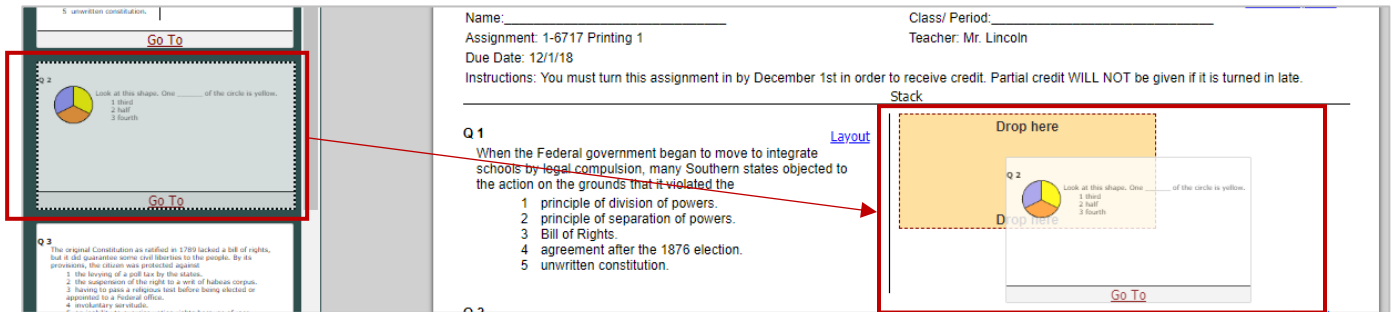 5 unwritten constitution.
Go To
Q 2
Look at this shape. One ______ of the circle is yellow.
1 third
2 half
3 fourth
Go To
Q 3
The original Constitution as ratified in 1789 lacked a bill of rights,
but it did guarantee some civil liberties to the people. By its
provisions, the citizen was protected against
1 the levying of a poll tax by the states.
2 the suspension of the right to a writ of habeas corpus.
3 having to pass a religious test before being elected or
appointed to a Federal office.
4 involuntary servitude.
Name:______________________________
Class/ Period:______________________________
Assignment: 1-6717 Printing 1
Teacher: Mr. Lincoln
Due Date: 12/1/18
Instructions: You must turn this assignment in by December 1st in order to receive credit. Partial credit WILL NOT be given if it is turned in late.
Stack
Q 1
Layout
When the Federal government began to move to integrate
schools by legal compulsion, many Southern states objected to
the action on the grounds that it violated the
1 principle of division of powers.
2 principle of separation of powers.
3 Bill of Rights.
4 agreement after the 1876 election.
5 unwritten constitution.
Drop here
Q 2
Look at this shape. One ______ of the circle is yellow.
1 third
2 half
3 fourth
Drop here
Go To